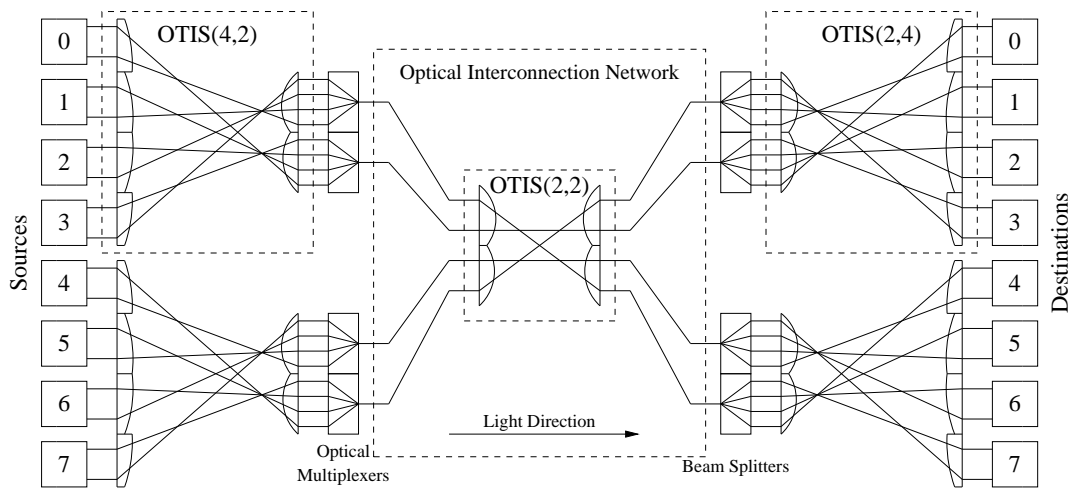 OTIS(4,2)
OTIS(2,4)
Optical Interconnection Network
OTIS(2,2)
0
1
2
3
4
5
6
7
Sources
0
1
2
3
4
5
6
7
Destinations
Light Direction
Optical
Multiplexers
Beam Splitters